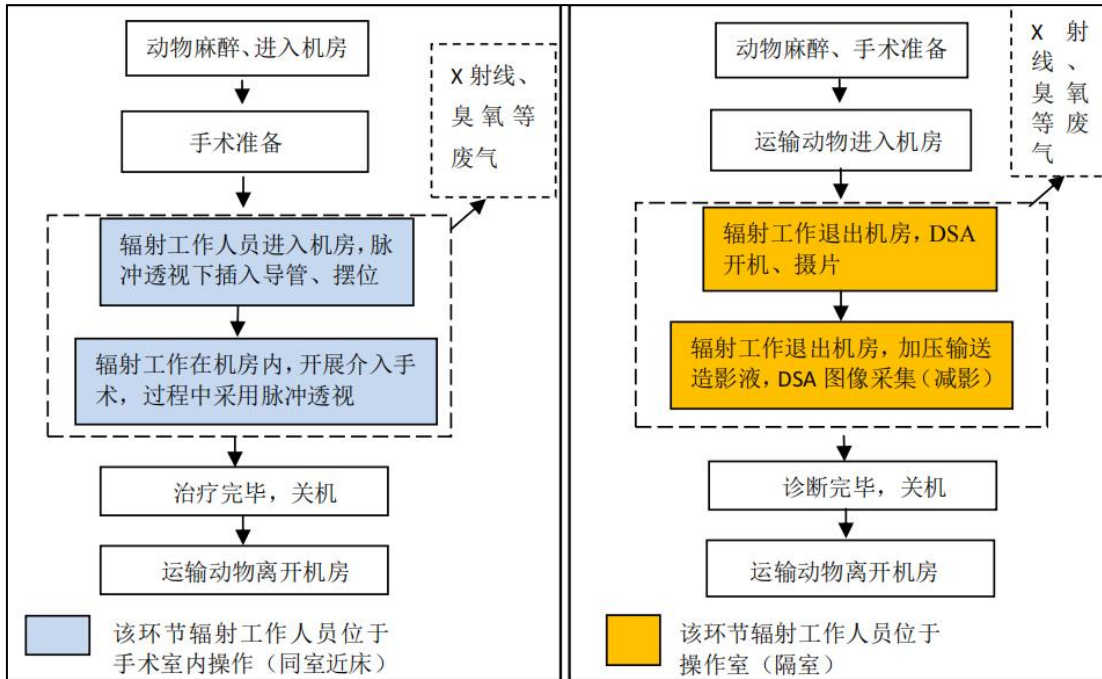 动物麻醉、进入机房
手术准备
X 射线、
臭氧等
废气
辐射工作人员进入机房，脉
冲透视下插入导管、摆位
辐射工作在机房内，开展介入手
术，过程中采用脉冲透视
治疗完毕，关机
运输动物离开机房
该环节辐射工作人员位于
手术室内操作（同室近床）
动物麻醉、手术准备
运输动物进入机房
X 射
线、
臭氧
等废
气
辐射工作退出机房，DSA
开机、摄片
辐射工作退出机房，加压输送
造影液，DSA 图像采集（减影）
诊断完毕，关机
运输动物离开机房
该环节辐射工作人员位于
操作室（隔室）